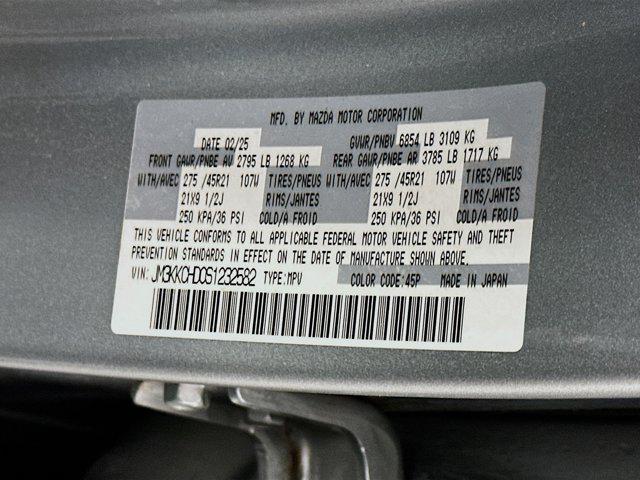 MFD. BY MAZDA MOTOR CORPORATION
DATE 02/25 GVWR/PNBV 6854 LB 3109 KG
FRONT GAWR/PNBE AV 2795 LB 1268 KG REAR GAWR/PNBE AR 3785 LB 1717 KG
WITH/AVEC 275 /45R21 107W TIRES/PNEUS WITH/AVEC 275 /45R21 107W TIRES/PNEUS
21X9 1/2J RIMS/JANTES 21X9 1/2J RIMS/JANTES
250 KPA/36 PSI COLD/A FROID 250 KPA/36 PSI COLD/A FROID
THIS VEHICLE CONFORMS TO ALL APPLICABLE FEDERAL MOTOR VEHICLE SAFETY AND THEFT
PREVENTION STANDARDS IN EFFECT ON THE DATE OF MANUFACTURE SHOWN ABOVE.
VIN: JM3KKCHD0S1232582 TYPE:MPV COLOR CODE:45P MADE IN JAPAN